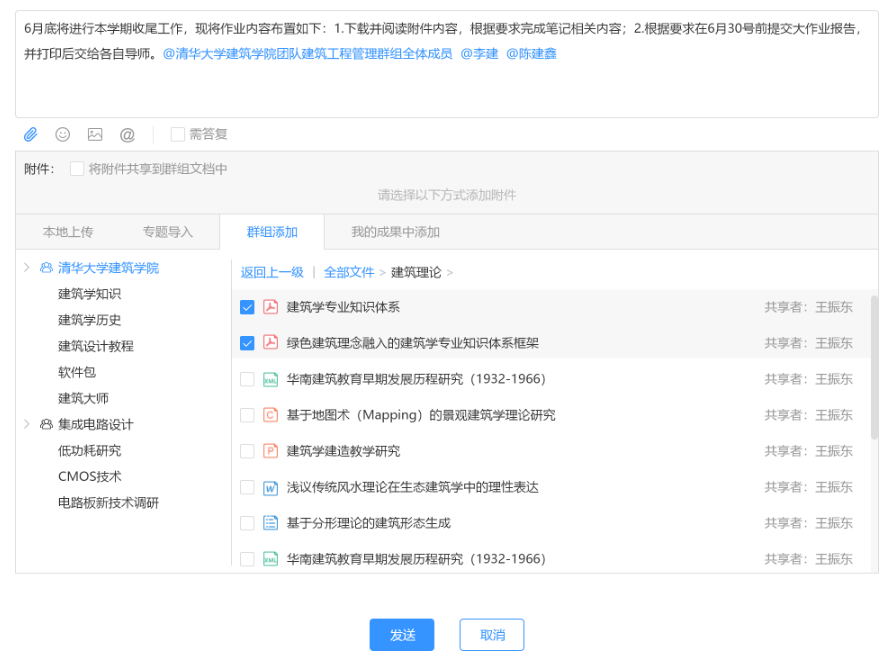 6月底将进行本学期收尾工作，现将作业内容布置如下：1.下载并阅读附件内容，根据要求完成笔记相关内容；2.根据要求在6月30号前提交大作业报告，
并打印后交给各自导师。@清华大学建筑学院团队建筑工程管理群组全体成员 @李建 @陈建鑫
需答复
附件： 将附件共享到群组文档中
请选择以下方式添加附件
本地上传 专题导入 群组添加 我的成果中添加
清华大学建筑学院
建筑学知识
建筑学历史
建筑设计教程
软件包
建筑大师
集成电路设计
低功耗研究
CMOS技术
电路板新技术调研
返回上一级 | 全部文件 > 建筑理论 >
建筑学专业知识体系 共享者：王振东
绿色建筑理念融入的建筑学专业知识体系框架 共享者：王振东
XML 华南建筑教育早期发展历程研究（1932-1966） 共享者：王振东
C 基于地图术（Mapping）的景观建筑学理论研究 共享者：王振东
P 建筑学建造教学研究 共享者：王振东
W 浅议传统风水理论在生态建筑学中的理性表达 共享者：王振东
基于分形理论的建筑形态生成 共享者：王振东
XML 华南建筑教育早期发展历程研究（1932-1966） 共享者：王振东
发送 取消